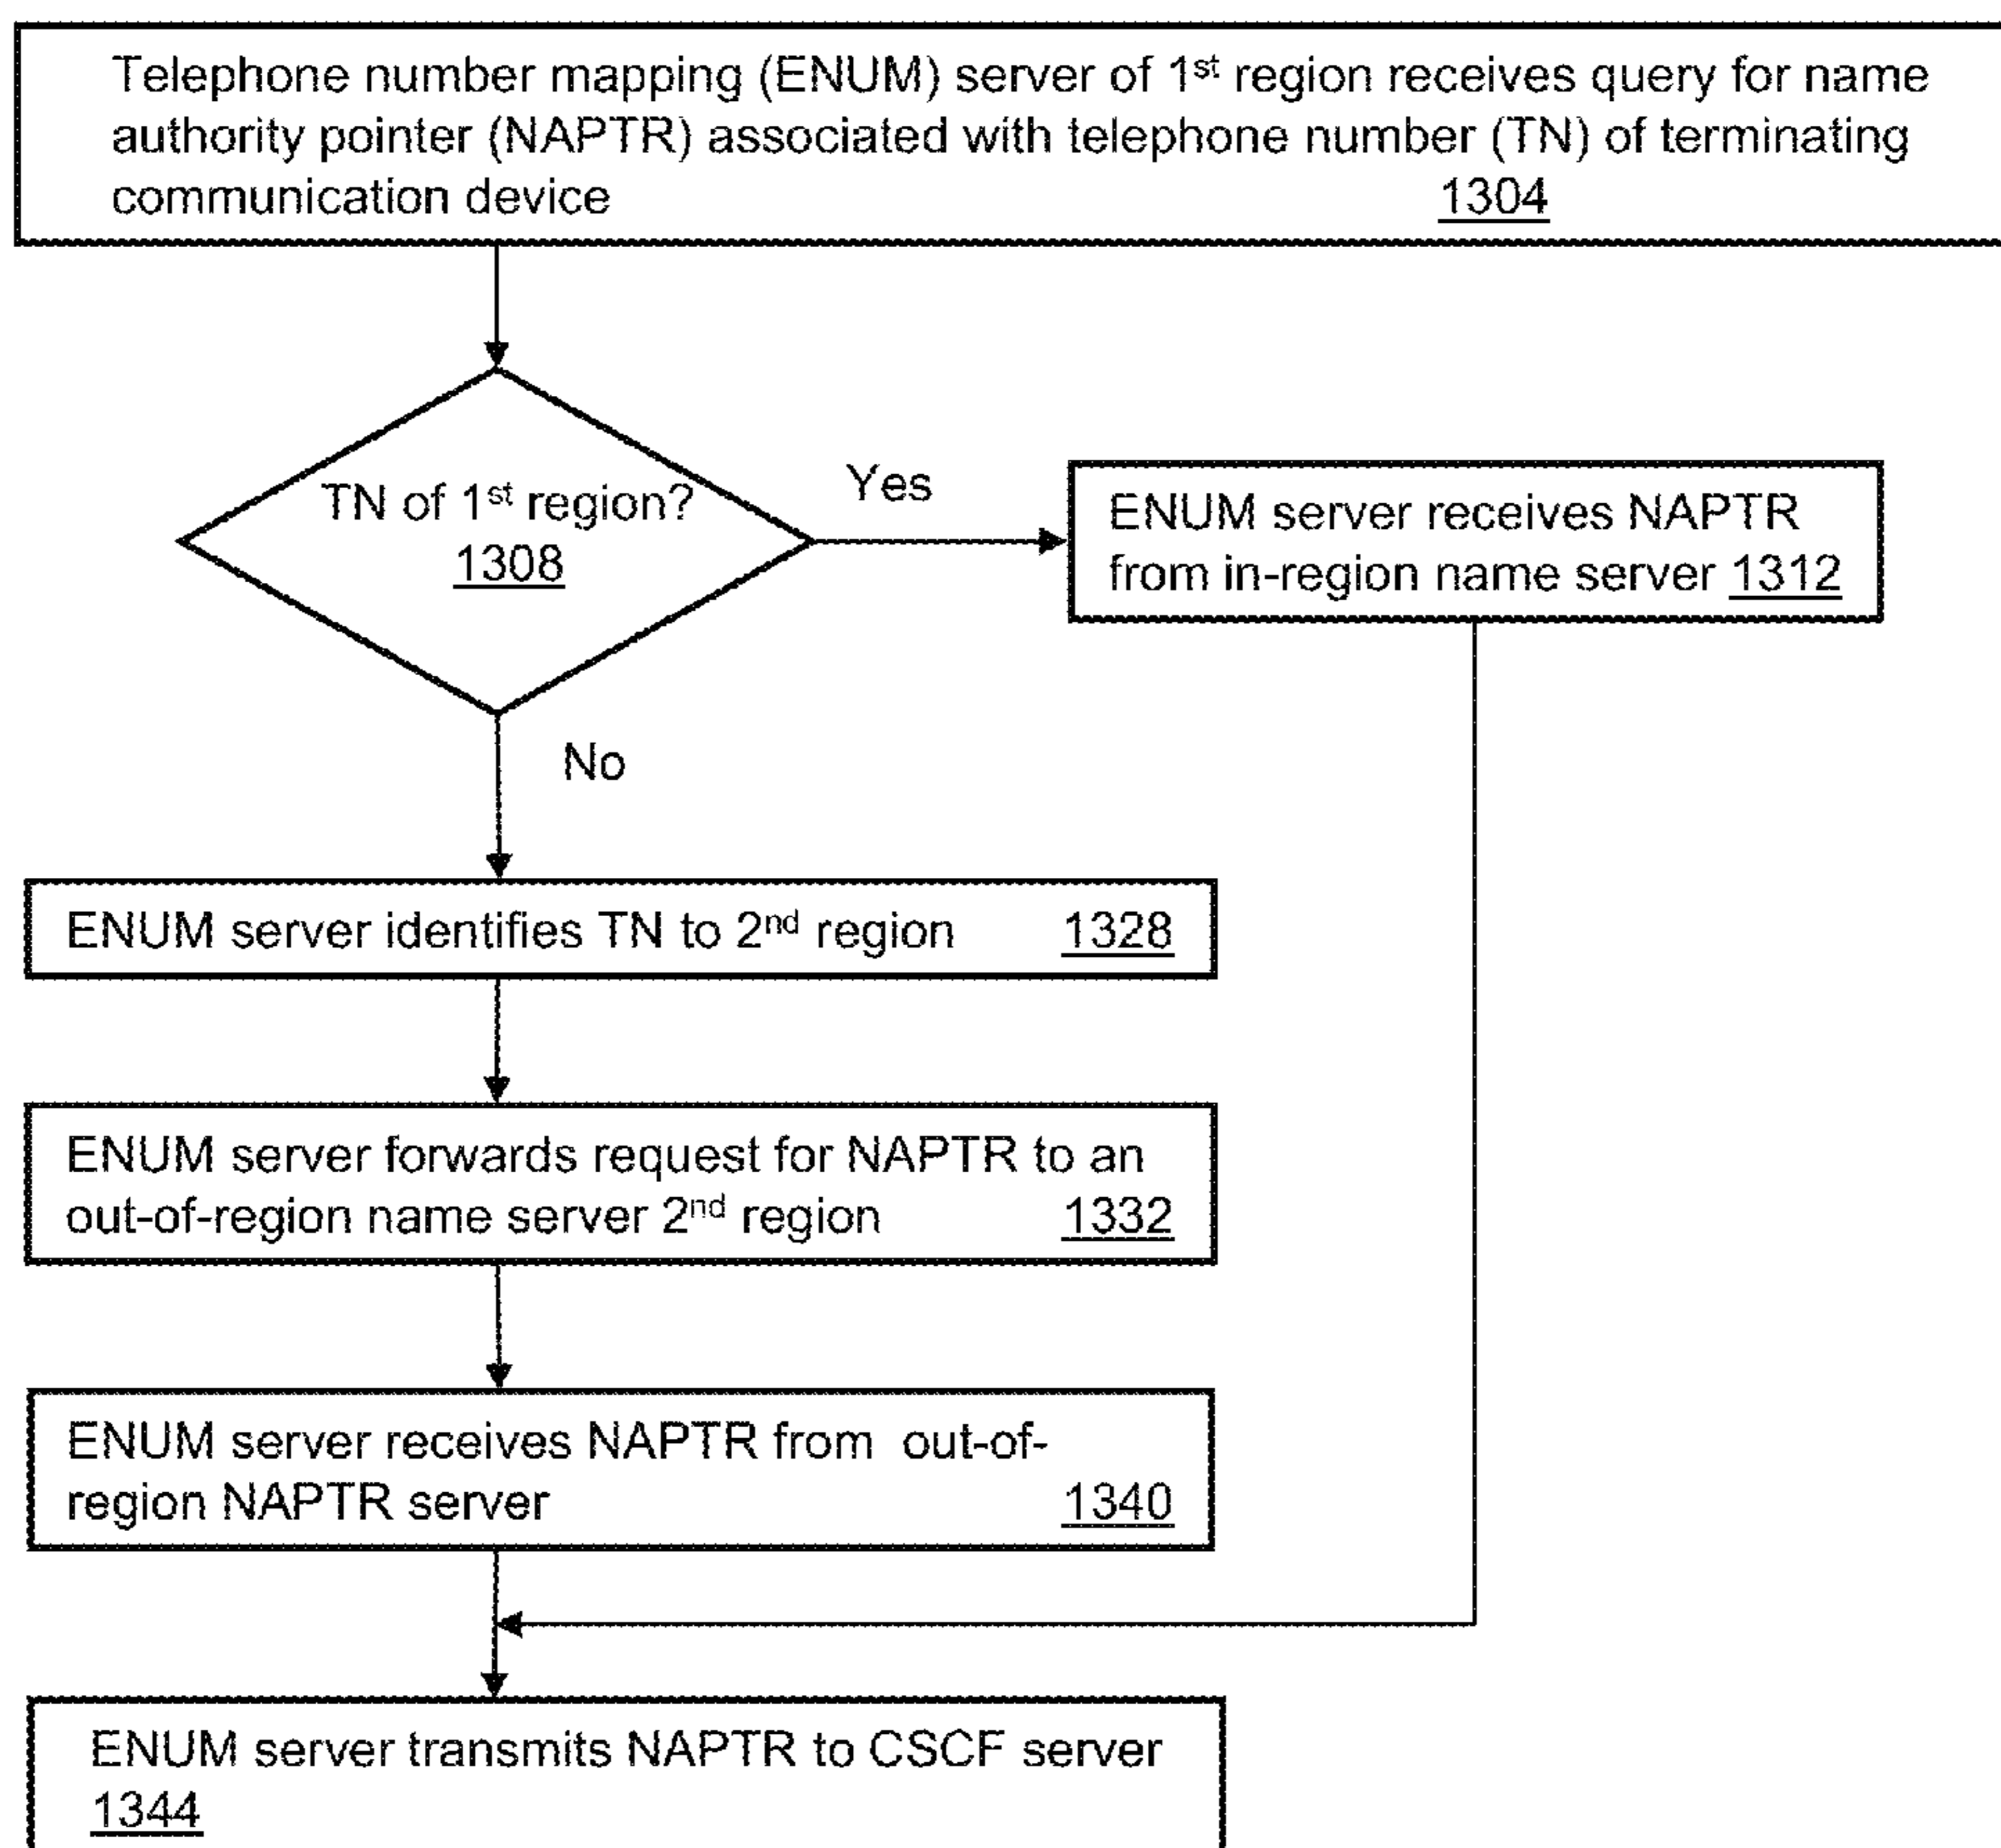 Telephone number mapping (ENUM) server of 1st region receives query for name
authority pointer (NAPTR) associated with telephone number (TN) of terminating
communication device 1304
TN of 1st region?
1308
Yes
ENUM server receives NAPTR
from in-region name server 1312
No
ENUM server identifies TN to 2nd region 1328
ENUM server forwards request for NAPTR to an
out-of-region name server 2nd region 1332
ENUM server receives NAPTR from out-of-
region NAPTR server 1340
ENUM server transmits NAPTR to CSCF server
1344